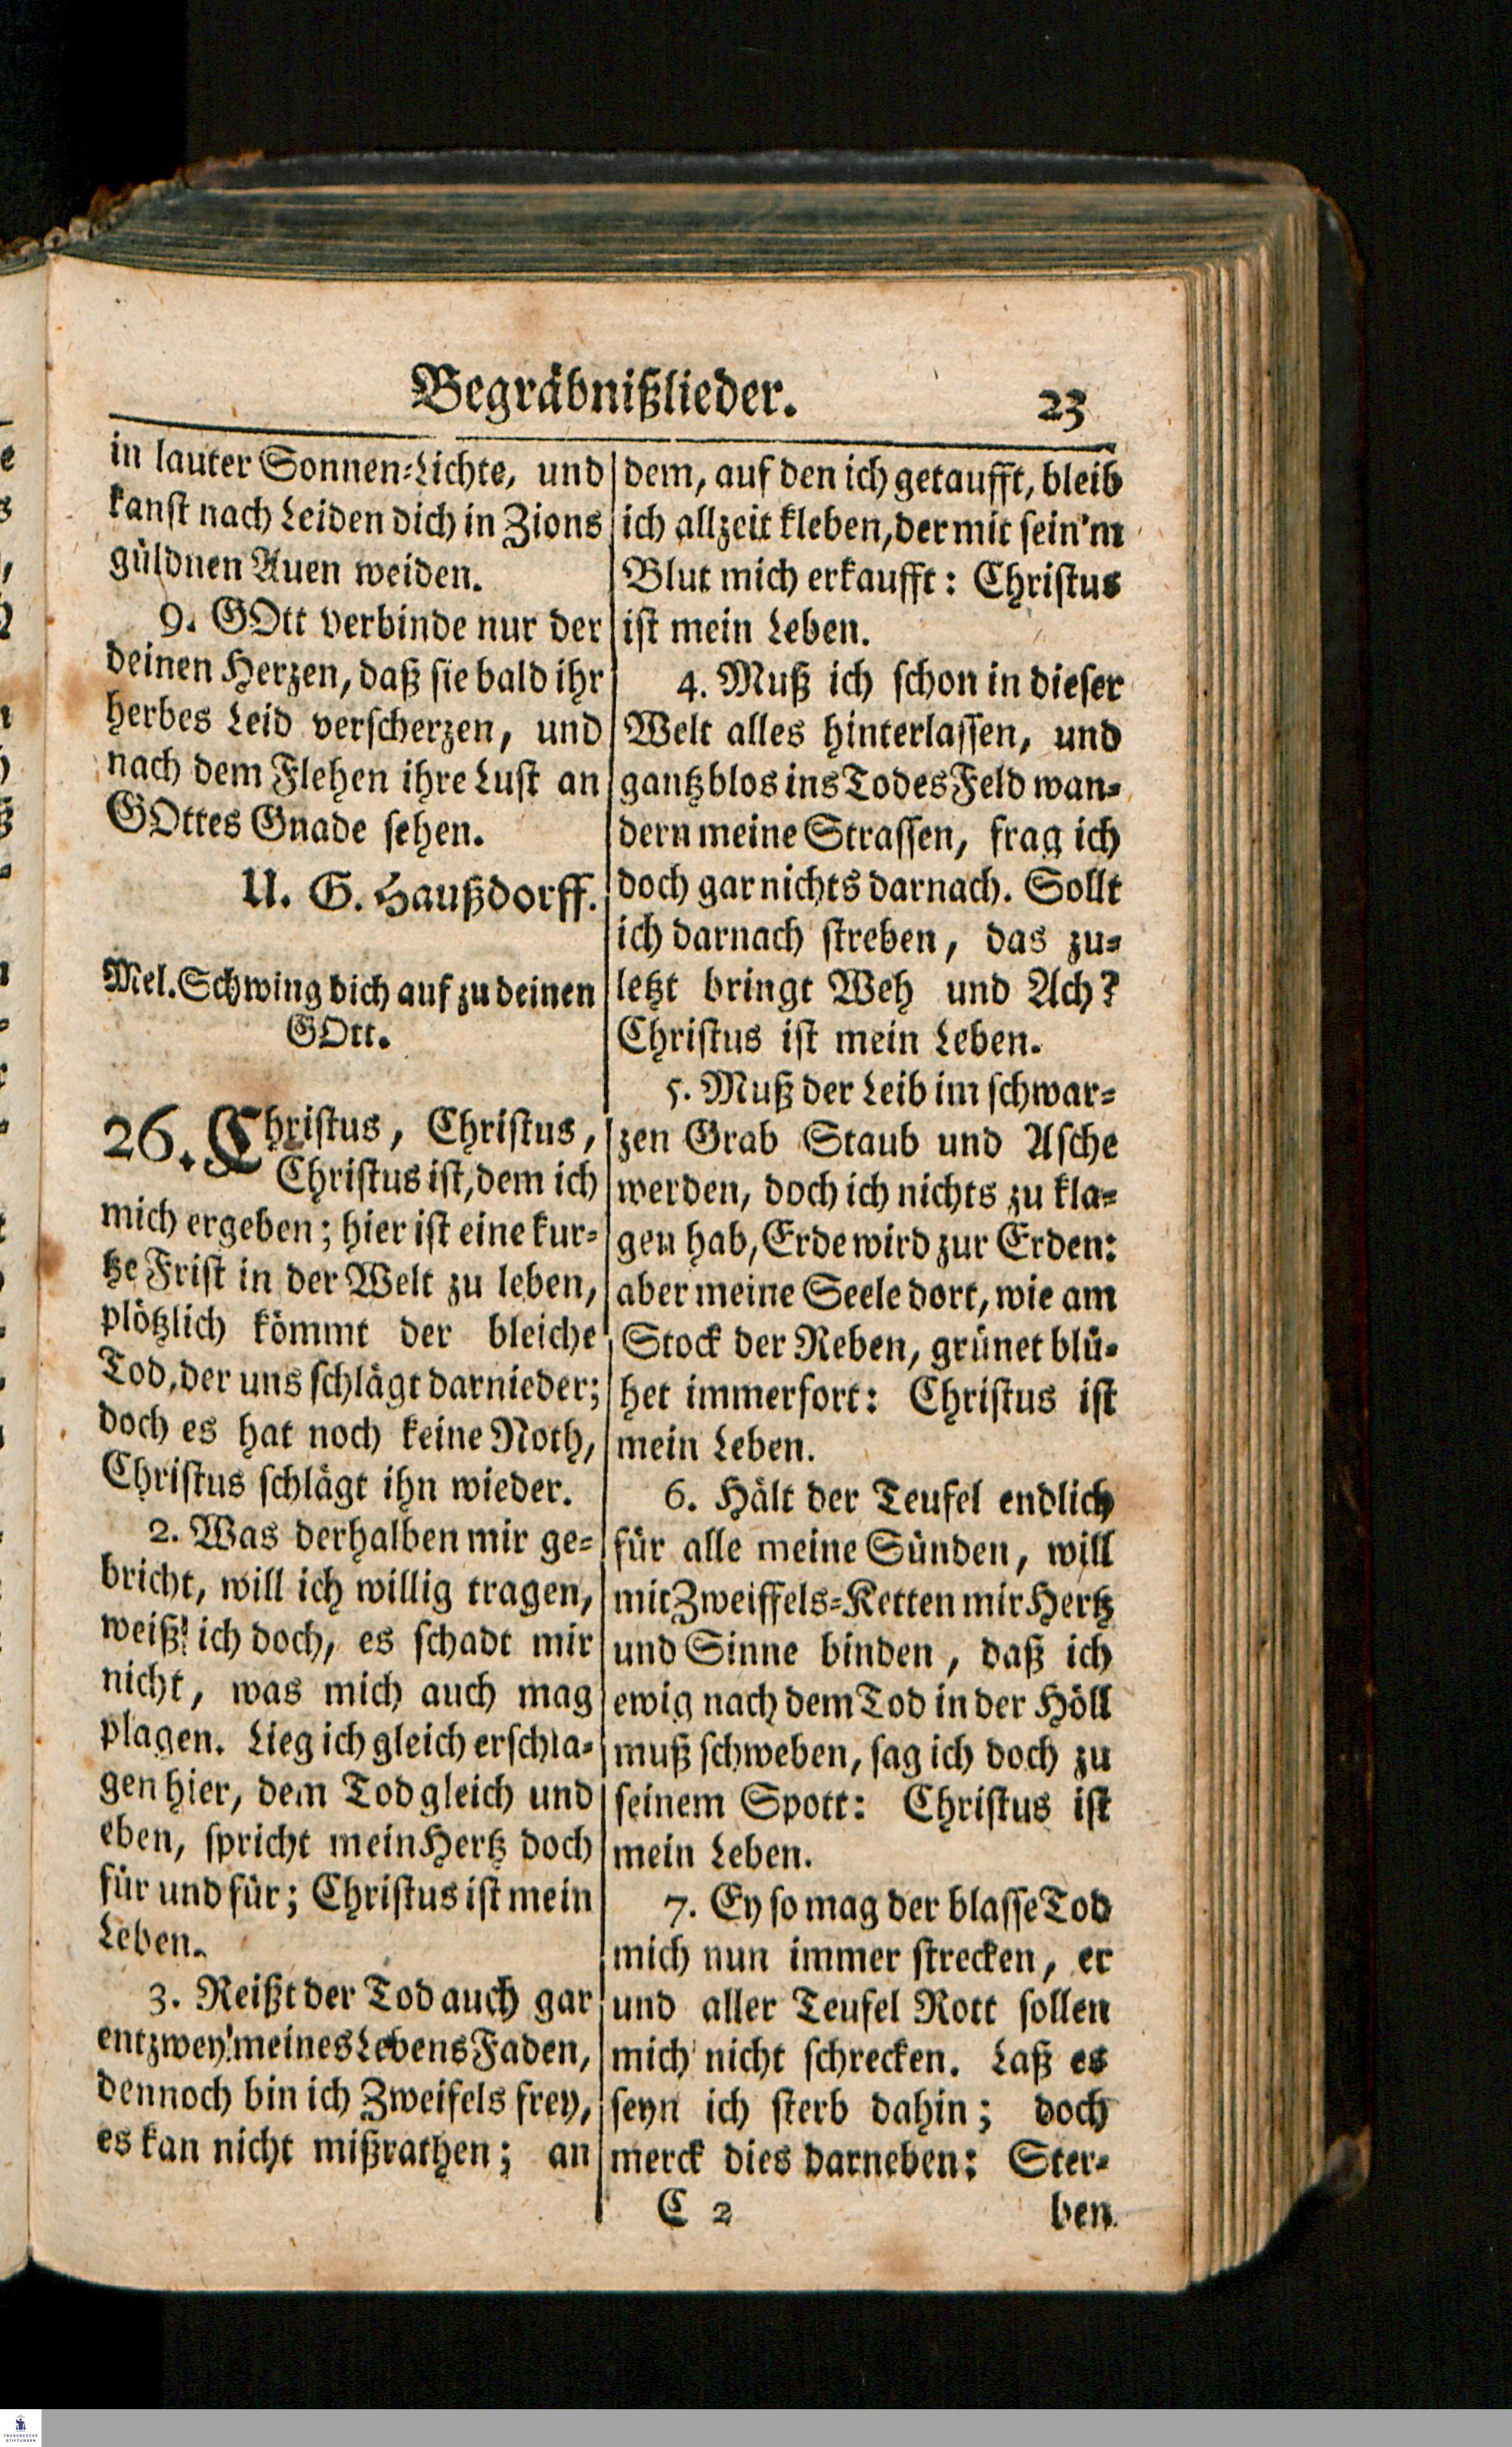 Begräbnißlieder. 23
in lauter Sonnen-Lichte, und
kanst nach Leiden dich in Zions
güldnen Auen weiden.
9. GOtt verbinde nur der
deinen Herzen, daß sie bald ihr
herbes Leid verscherzen, und
nach dem Flehen ihre Lust an
GOttes Gnade sehen.
U. G. Haußdorff.
Mel. Schwing dich auf zu deinen
GOtt.
26. Christus, Christus,
Christus ist, dem ich
mich ergeben; hier ist eine kur-
tze Frist in der Welt zu leben,
plötzlich kömmt der bleiche
Tod, der uns schlägt darnieder;
doch es hat noch keine Noth,
Christus schlägt ihn wieder.
2. Was derhalben mir ge-
bricht, will ich willig tragen,
weiß ich doch, es schadt mir
nicht, was mich auch mag
plagen. Lieg ich gleich erschla-
gen hier, dem Tod gleich und
eben, spricht mein Hertz doch
für und für; Christus ist mein
Leben.
3. Reißt der Tod auch gar
entzwey meines Lebens Faden,
dennoch bin ich Zweifels frey,
es kan nicht mißrathen; an
dem, auf den ich getaufft, bleib
ich allzeit kleben, der mit sein'm
Blut mich erkaufft: Christus
ist mein Leben.
4. Muß ich schon in dieser
Welt alles hinterlassen, und
gantz blos ins Todes Feld wan-
dern meine Strassen, frag ich
doch gar nichts darnach. Sollt
ich darnach streben, das zu-
letzt bringt Weh und Ach?
Christus ist mein Leben.
5. Muß der Leib im schwar-
zen Grab Staub und Asche
werden, doch ich nichts zu kla-
gen hab, Erde wird zur Erden:
aber meine Seele dort, wie am
Stock der Reben, grünet blü-
het immerfort: Christus ist
mein Leben.
6. Hält der Teufel endlich
für alle meine Sünden, will
mit Zweiffels-Ketten mir Hertz
und Sinne binden, daß ich
ewig nach dem Tod in der Höll
muß schweben, sag ich doch zu
seinem Spott: Christus ist
mein Leben.
7. Ey so mag der blasse Tod
mich nun immer strecken, er
und aller Teufel Rott sollen
mich nicht schrecken. Laß es
seyn ich sterb dahin; doch
merck dies darneben: Ster-
C 2 ben
FRANCKESCHE
STIFTUNGEN